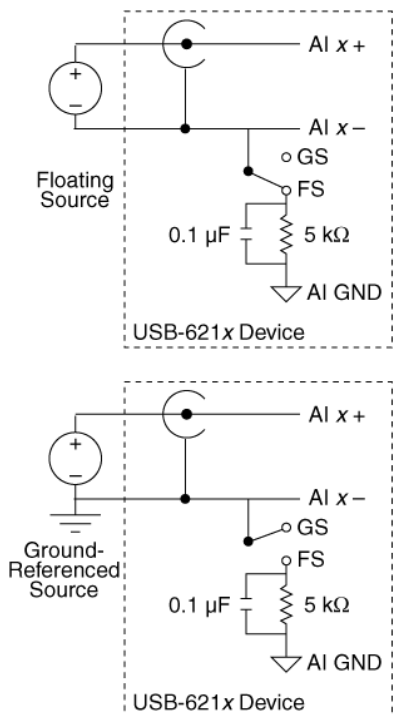 +
AI x +
−
AI x −
GS
Floating
Source
FS
0.1 µF
5 kΩ
AI GND
USB-621x Device
AI x +
+
−
AI x −
GS
Ground-
Referenced
Source
FS
0.1 µF
5 kΩ
AI GND
USB-621x Device